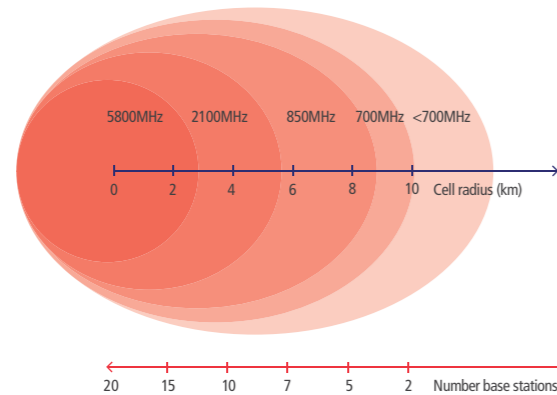 5800MHz 2100MHz 850MHz 700MHz <700MHz
0 2 4 6 8 10 Cell radius (km)
20 15 10 7 5 2 Number base stations